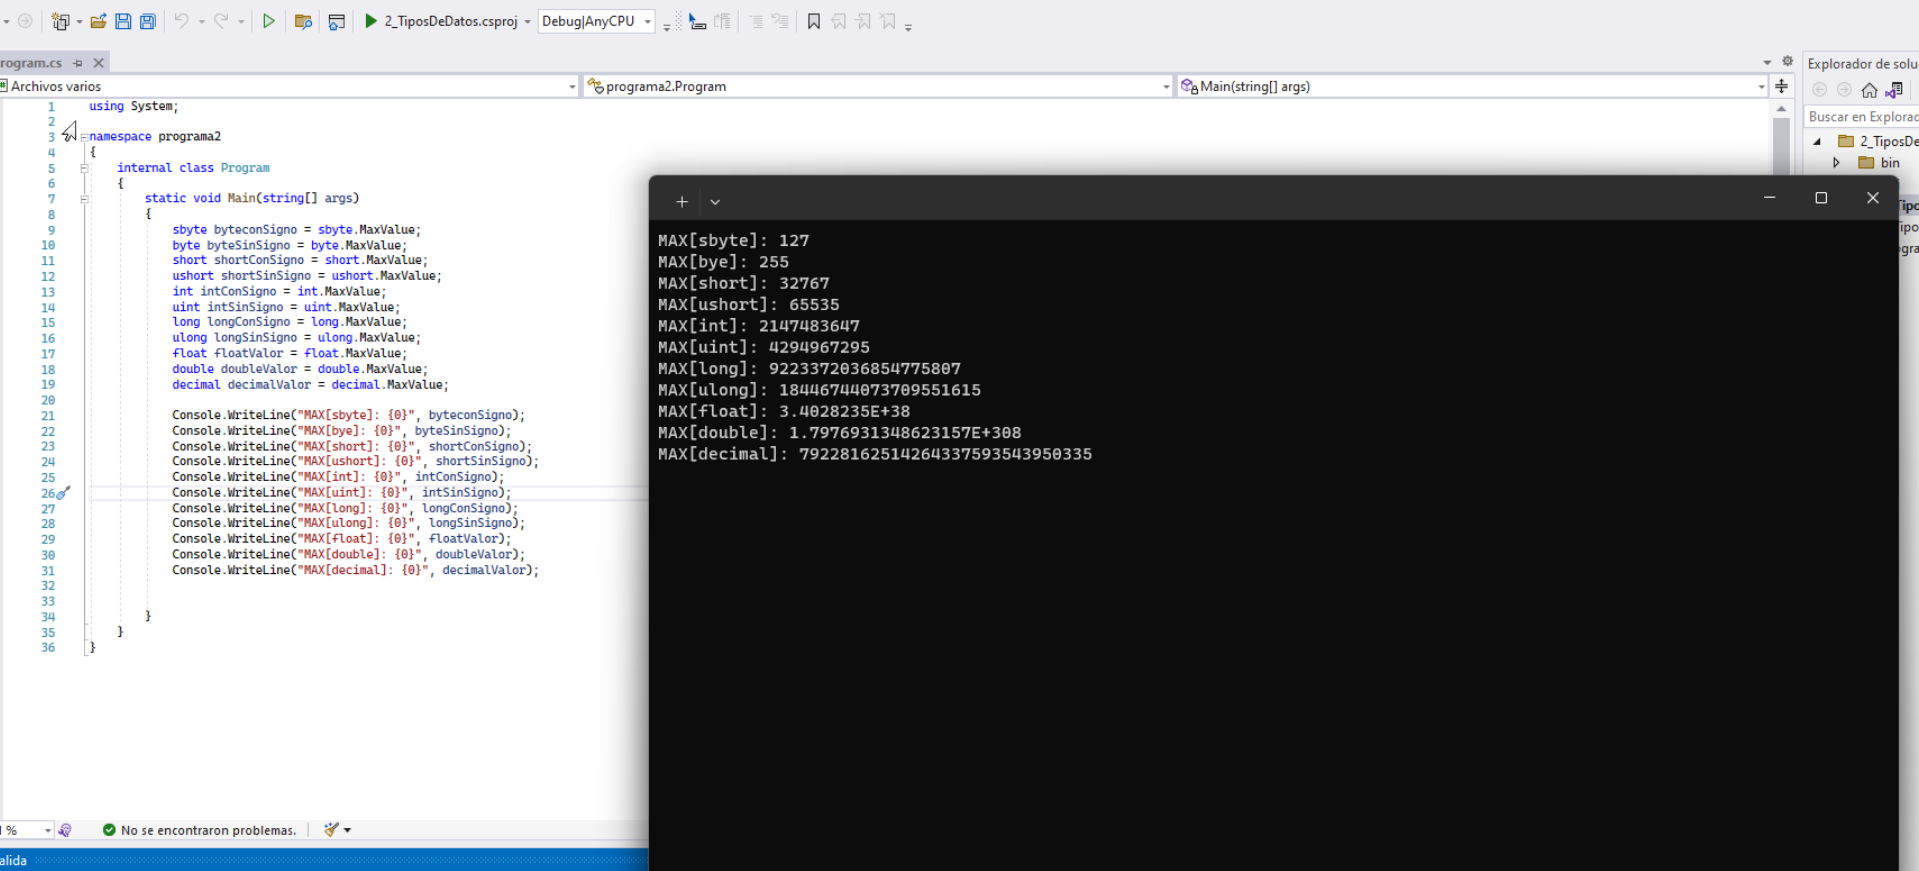 2_TiposDeDatos.csproj
Debug|AnyCPU
rogram.cs
Explorador de solu
Archivos varios
programa2.Program
Main(string[] args)
Buscar en Explorad
2_TiposDe
bin
Tipo
ipo
gra
1 using System;
2
3 namespace programa2
4 {
5 internal class Program
6 {
7 static void Main(string[] args)
8 {
9 sbyte byteconSigno = sbyte.MaxValue;
10 byte byteSinSigno = byte.MaxValue;
11 short shortConSigno = short.MaxValue;
12 ushort shortSinSigno = ushort.MaxValue;
13 int intConSigno = int.MaxValue;
14 uint intSinSigno = uint.MaxValue;
15 long longConSigno = long.MaxValue;
16 ulong longSinSigno = ulong.MaxValue;
17 float floatValor = float.MaxValue;
18 double doubleValor = double.MaxValue;
19 decimal decimalValor = decimal.MaxValue;
20
21 Console.WriteLine("MAX[sbyte]: {0}", byteconSigno);
22 Console.WriteLine("MAX[bye]: {0}", byteSinSigno);
23 Console.WriteLine("MAX[short]: {0}", shortConSigno);
24 Console.WriteLine("MAX[ushort]: {0}", shortSinSigno);
25 Console.WriteLine("MAX[int]: {0}", intConSigno);
26 Console.WriteLine("MAX[uint]: {0}", intSinSigno);
27 Console.WriteLine("MAX[long]: {0}", longConSigno);
28 Console.WriteLine("MAX[ulong]: {0}", longSinSigno);
29 Console.WriteLine("MAX[float]: {0}", floatValor);
30 Console.WriteLine("MAX[double]: {0}", doubleValor);
31 Console.WriteLine("MAX[decimal]: {0}", decimalValor);
32
33
34 }
35 }
36 }
MAX[sbyte]: 127
MAX[bye]: 255
MAX[short]: 32767
MAX[ushort]: 65535
MAX[int]: 2147483647
MAX[uint]: 4294967295
MAX[long]: 9223372036854775807
MAX[ulong]: 18446744073709551615
MAX[float]: 3.4028235E+38
MAX[double]: 1.7976931348623157E+308
MAX[decimal]: 79228162514264337593543950335
%
No se encontraron problemas.
alida